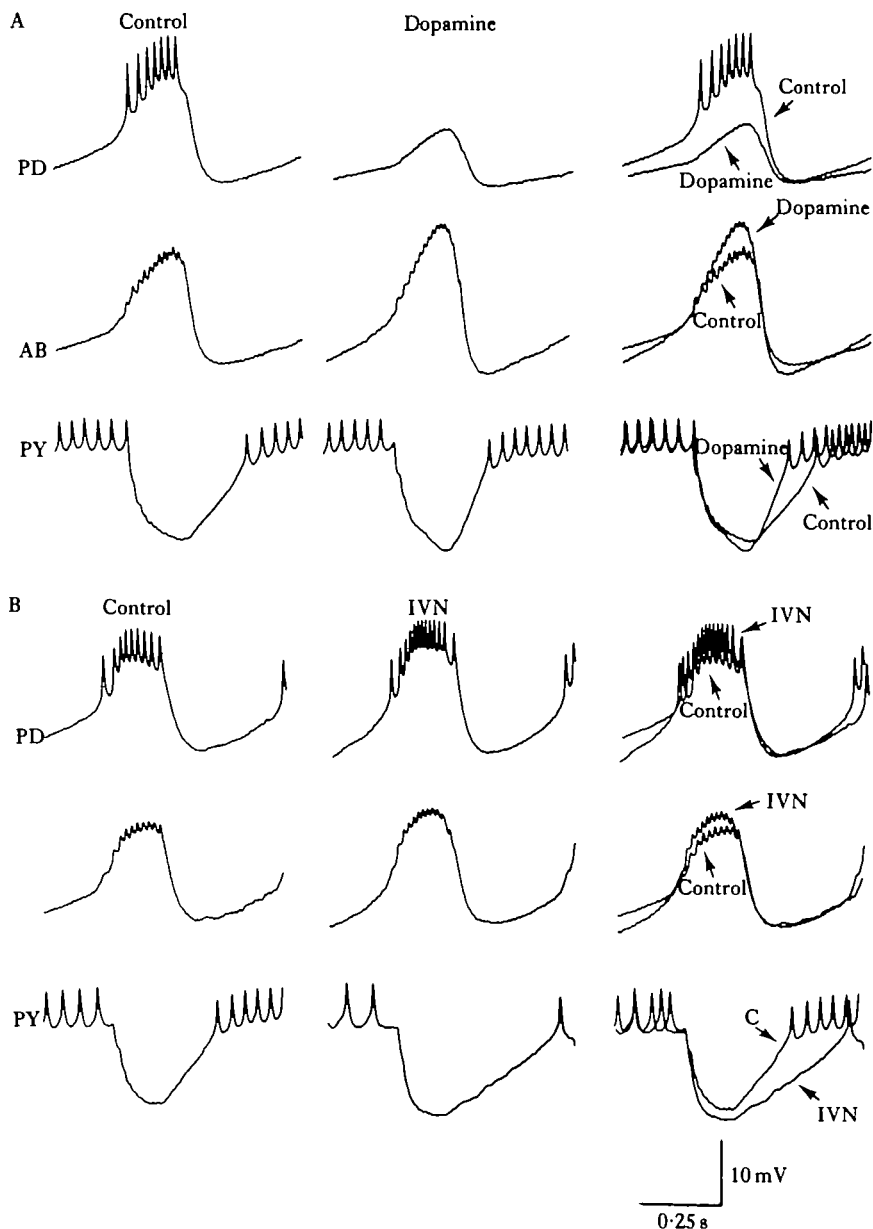 A
Control
Dopamine
PD
Control
Dopamine
AB
Dopamine
Control
PY
Dopamine
Control
B
Control
IVN
PD
IVN
Control
IVN
Control
PY
C
IVN
10 mV
0·25 s